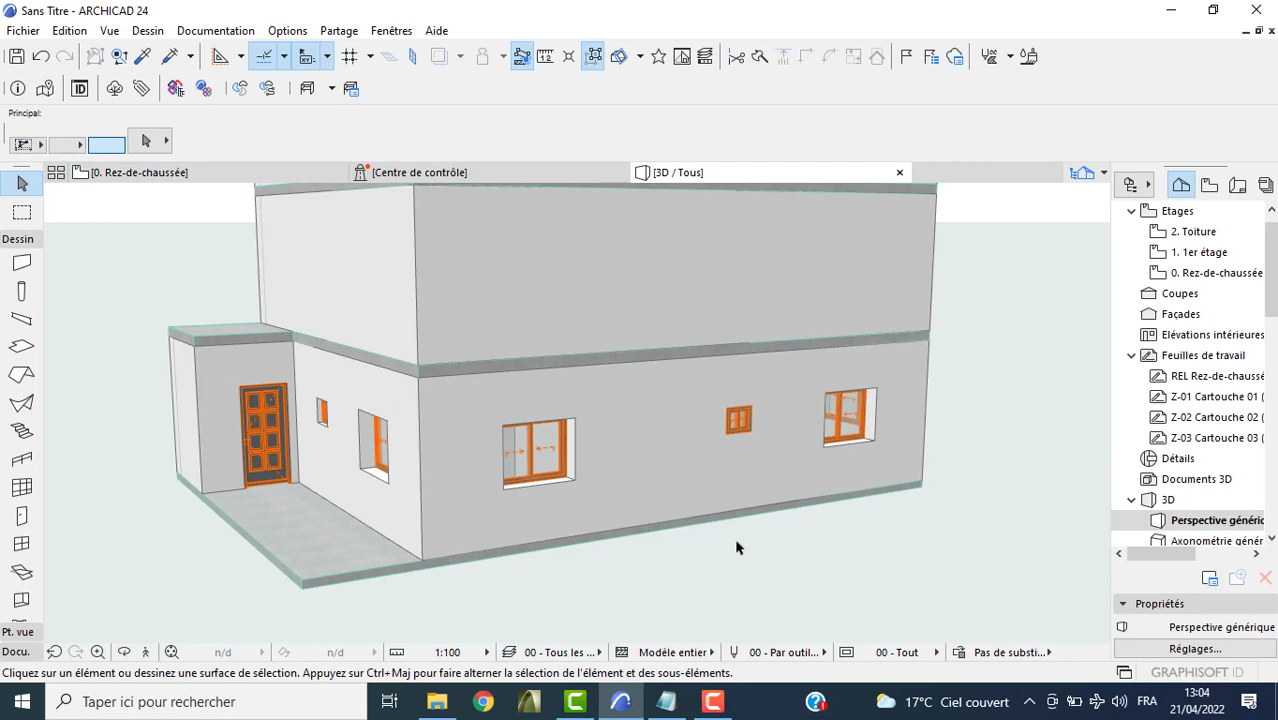 Sans Titre - ARCHICAD 24
Fichier Edition Vue Dessin Options Documentation Partage Fenêtres Aide
Principal:
[0. Rez-de-chaussée]
[Centre de contrôle]
[3D / Tous]
Dessin
Etages
2. Toiture
1. 1er étage
0. Rez-de-chaussée
Coupes
Façades
Elévations intérieures
Feuilles de travail
REL Rez-de-chaussé
Z-01 Cartouche 01 (
Z-02 Cartouche 02 (
Z-03 Cartouche 03 (
Détails
Documents 3D
3D
Perspective génériq
Axonométrie génér
Propriétés
Perspective générique
Réglages...
Pt. vue
Docu.
n/d n/d 1:100 00 - Tous les ... Modèle entier 00 - Par outil... 00 - Tout Pas de substi...
Cliquez sur un élément ou dessinez une surface de sélection. Appuyez sur Ctrl+Maj pour faire alterner la sélection de l'élément et des sous-éléments.
GRAPHISOFT ID
Taper ici pour rechercher
17°C Ciel couvert
FRA
13:04
21/04/2022